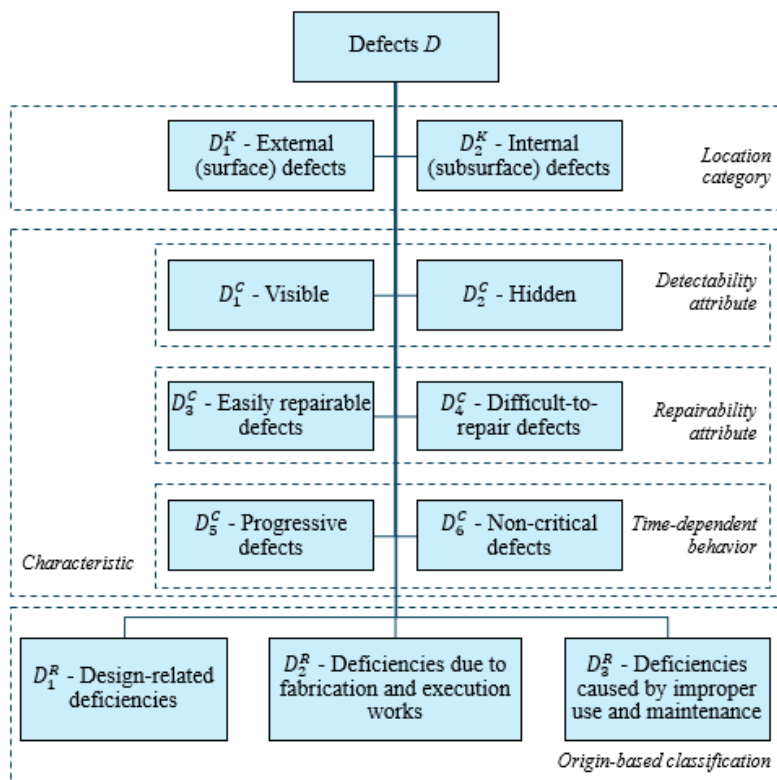 Defects D
D₁ᴷ - External
(surface) defects
D₂ᴷ - Internal
(subsurface) defects
Location
category
D₁ᶜ - Visible
D₂ᶜ - Hidden
Detectability
attribute
D₃ᶜ - Easily repairable
defects
D₄ᶜ - Difficult-to-
repair defects
Repairability
attribute
D₅ᶜ - Progressive
defects
D₆ᶜ - Non-critical
defects
Time-dependent
behavior
Characteristic
D₁ᴿ - Design-related
deficiencies
D₂ᴿ - Deficiencies due to
fabrication and execution
works
D₃ᴿ - Deficiencies
caused by improper
use and maintenance
Origin-based classification